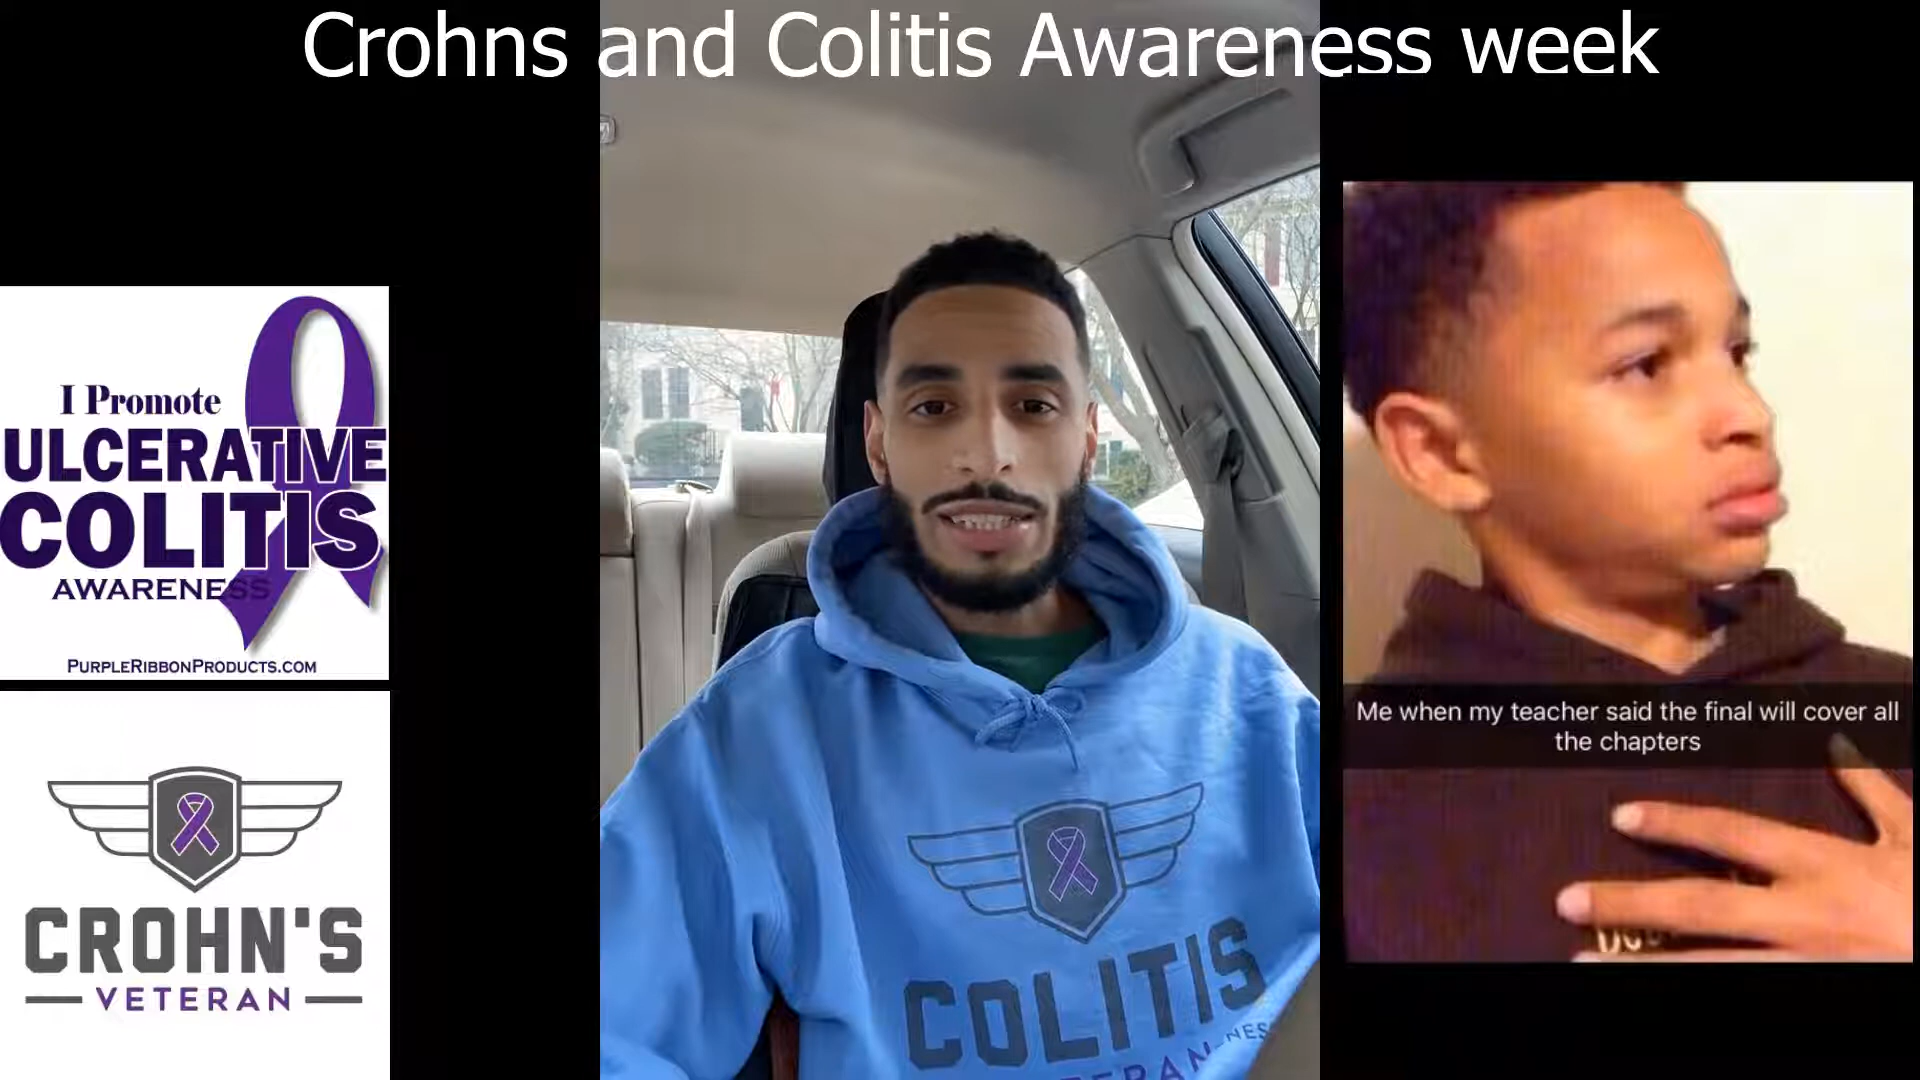 Crohns and Colitis Awareness week
I Promote
ULCERATIVE
COLITIS
AWARENESS
PURPLERIBBONPRODUCTS.COM
CROHN'S
VETERAN
COLITIS
Me when my teacher said the final will cover all
the chapters